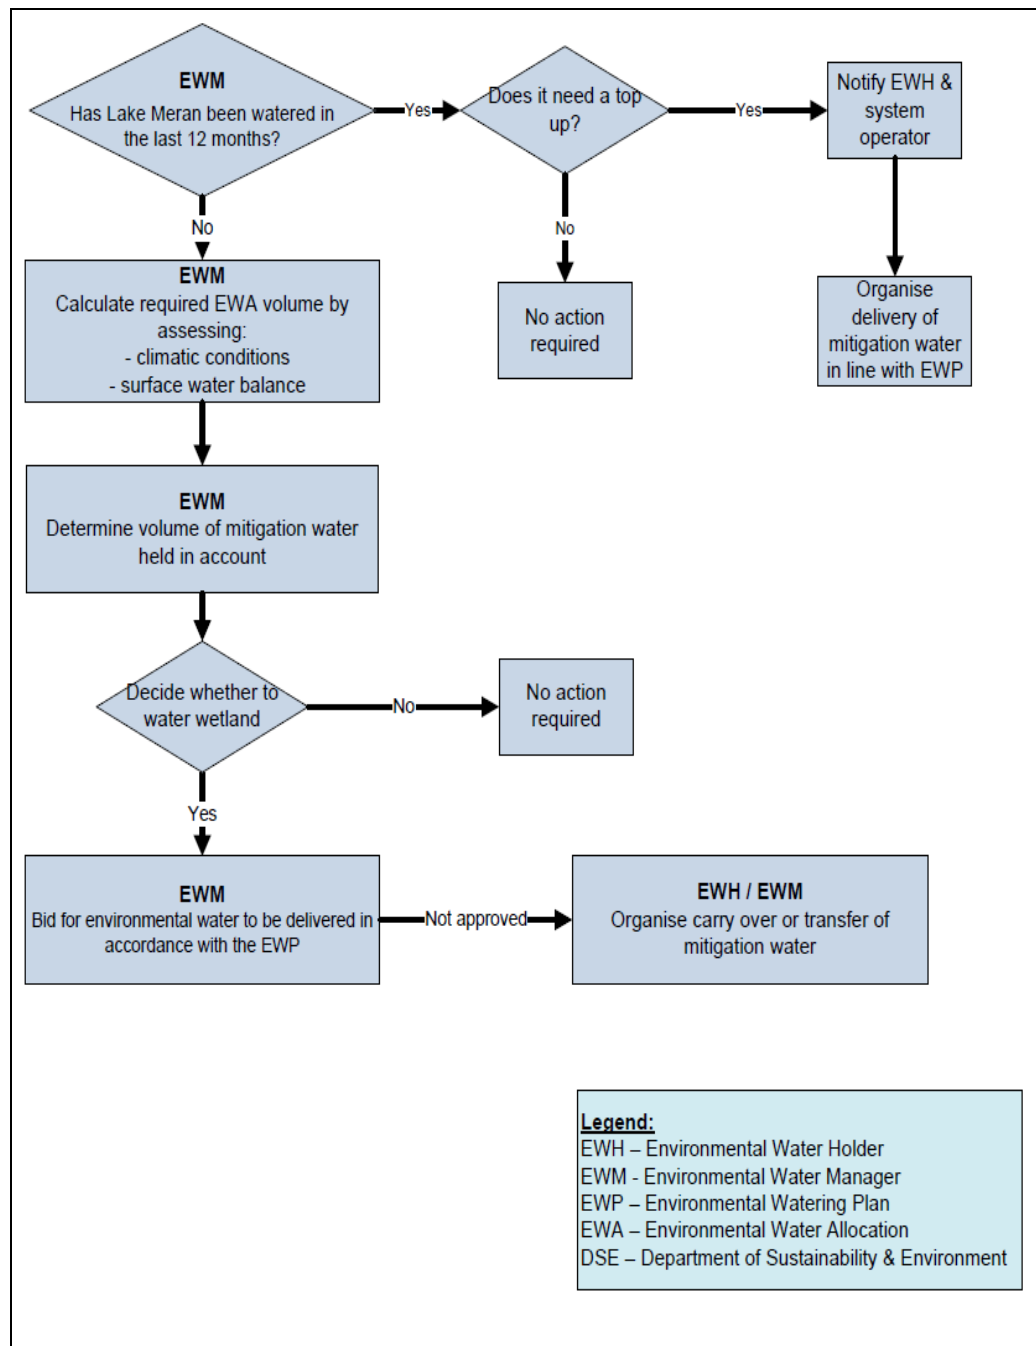 EWM
Has Lake Meran been watered in
the last 12 months?
Yes
Does it need a top
up?
Yes
Notify EWH &
system
operator
No
No
EWM
Calculate required EWA volume by
assessing:
- climatic conditions
- surface water balance
No action
required
Organise
delivery of
mitigation water
in line with EWP
EWM
Determine volume of mitigation water
held in account
Decide whether to
water wetland
No
No action
required
Yes
EWM
Bid for environmental water to be delivered in
accordance with the EWP
Not approved
EWH / EWM
Organise carry over or transfer of
mitigation water
Legend:
EWH – Environmental Water Holder
EWM - Environmental Water Manager
EWP – Environmental Watering Plan
EWA – Environmental Water Allocation
DSE – Department of Sustainability & Environment